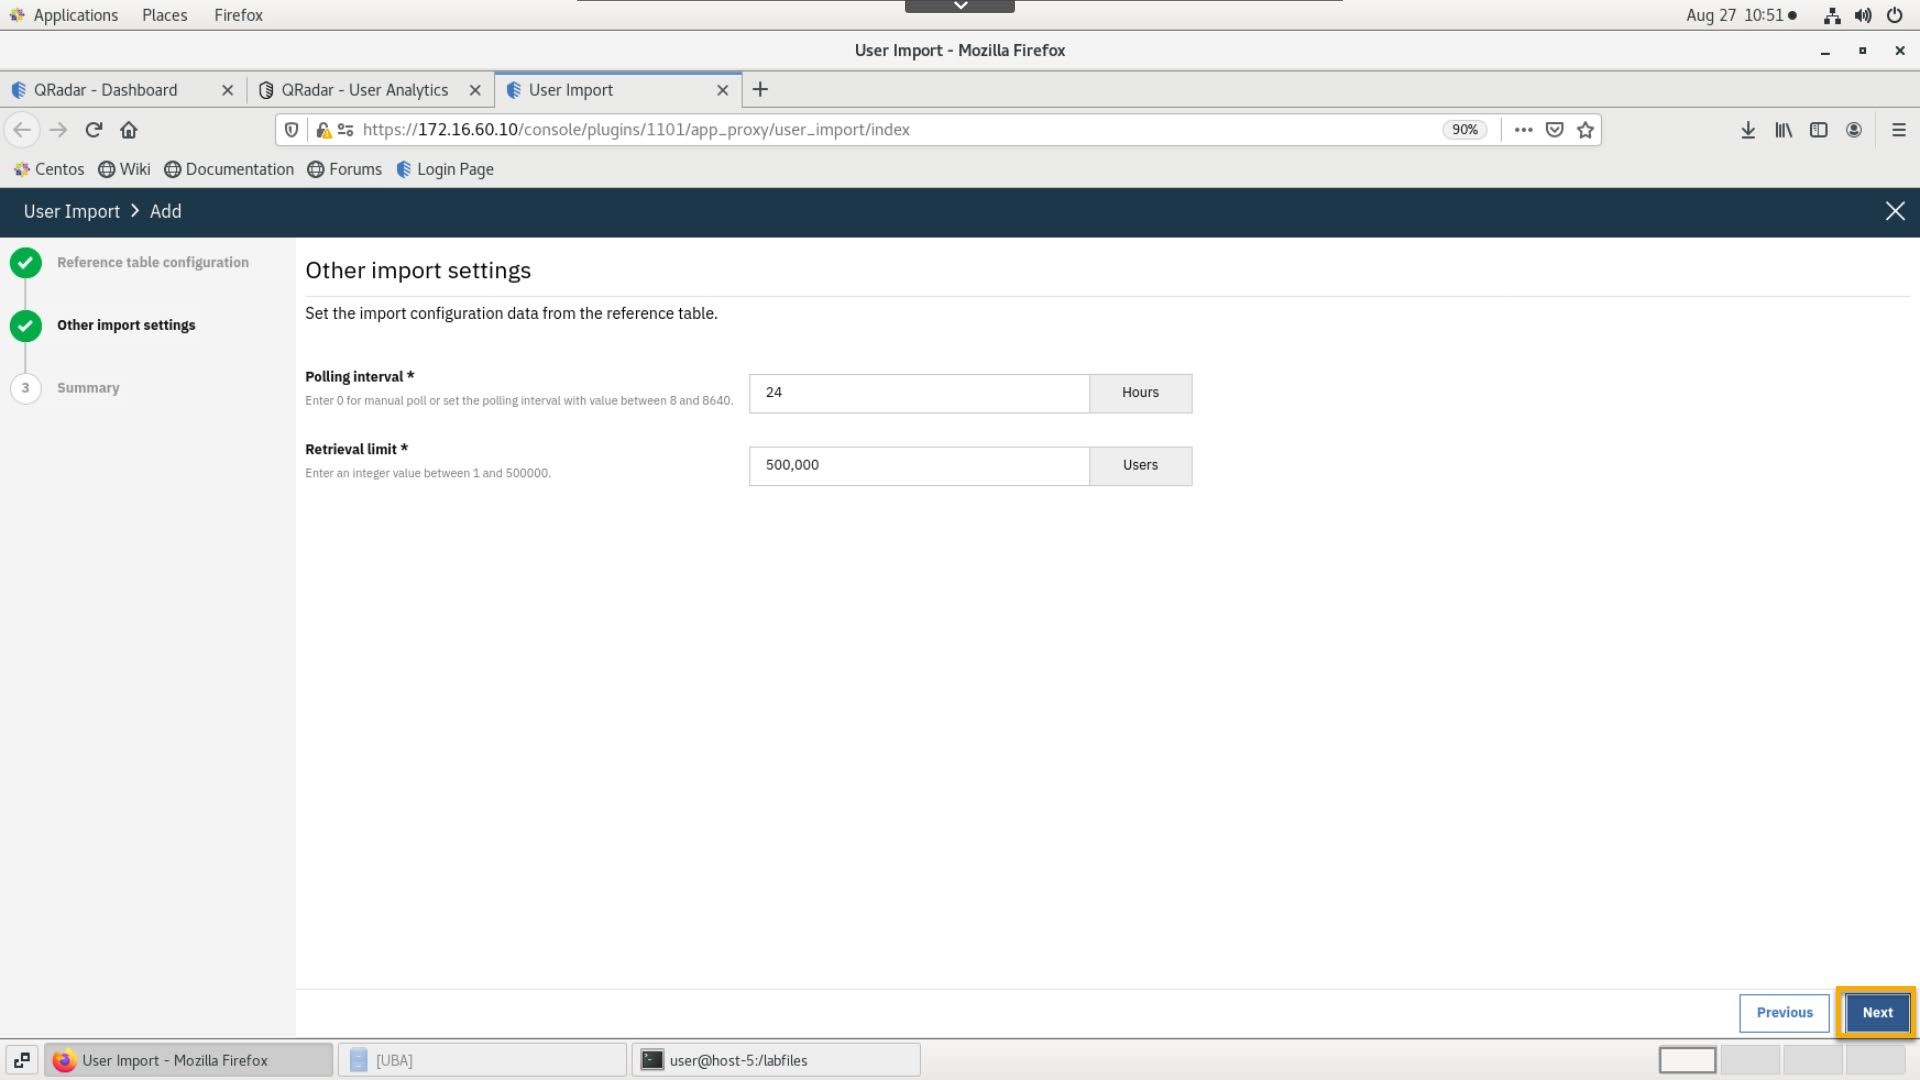 Applications Places Firefox Aug 27 10:51
User Import - Mozilla Firefox
QRadar - Dashboard QRadar - User Analytics User Import
https://172.16.60.10/console/plugins/1101/app_proxy/user_import/index 90%
Centos Wiki Documentation Forums Login Page
User Import > Add
Reference table configuration
Other import settings
3 Summary
Other import settings
Set the import configuration data from the reference table.
Polling interval *
Enter 0 for manual poll or set the polling interval with value between 8 and 8640.
24 Hours
Retrieval limit *
Enter an integer value between 1 and 500000.
500,000 Users
Previous Next
User Import - Mozilla Firefox [UBA] user@host-5:/labfiles